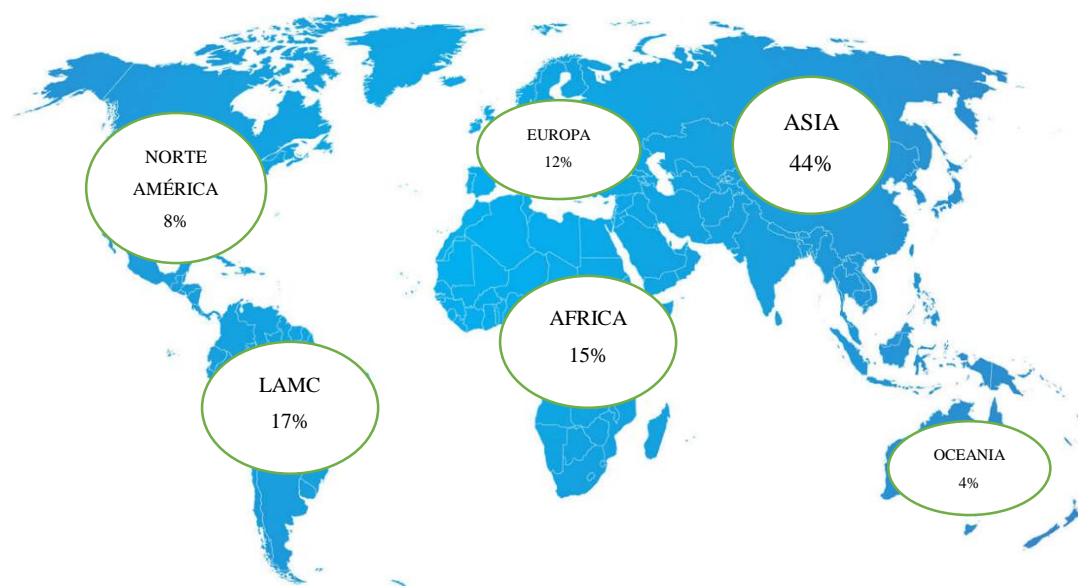 NORTE
AMÉRICA
8%
EUROPA
12%
ASIA
44%
AFRICA
15%
LAMC
17%
OCEANIA
4%